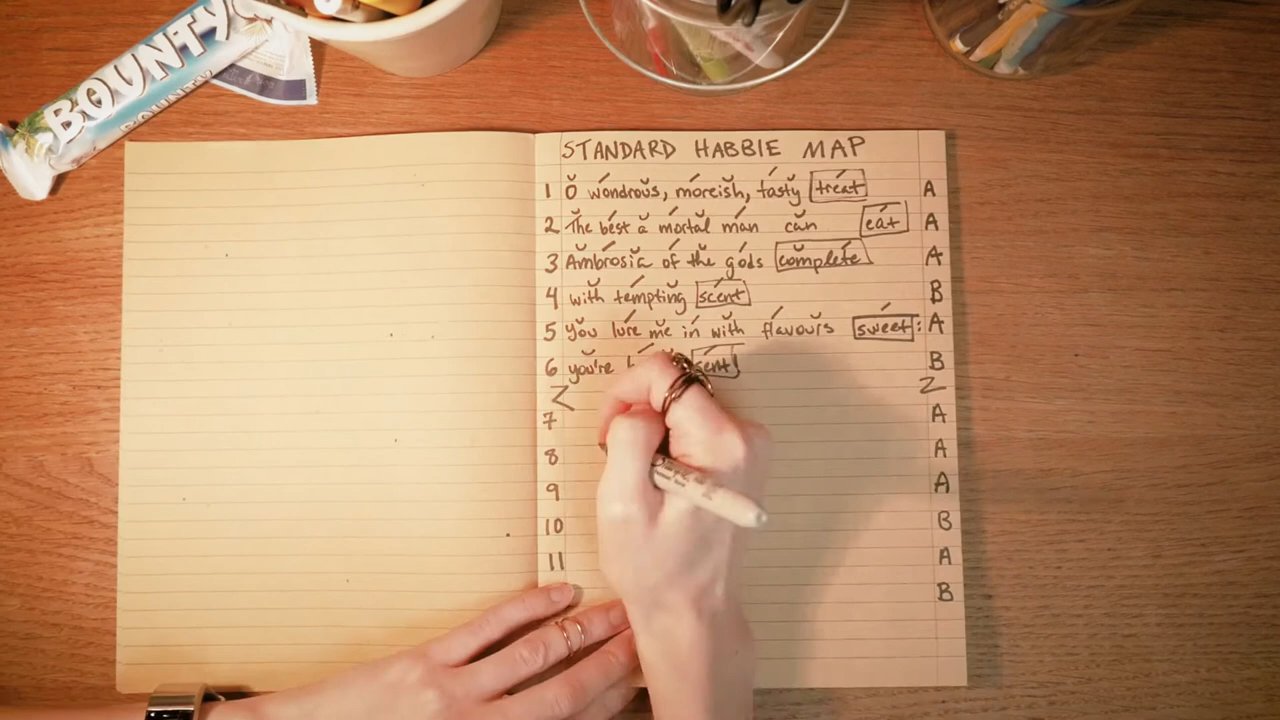 BOUNTY
BOUNTY
STANDARD HABBIE MAP
1 O wondrous, moreish, tasty treat A
2 The best a mortal man can eat A
3 Ambrosia of the gods complete A
4 with tempting scent B
5 you lure me in with flavours sweet: A
6 you're sent! B
Z Z
7 A
8 A
9 A
10 B
11 A
B